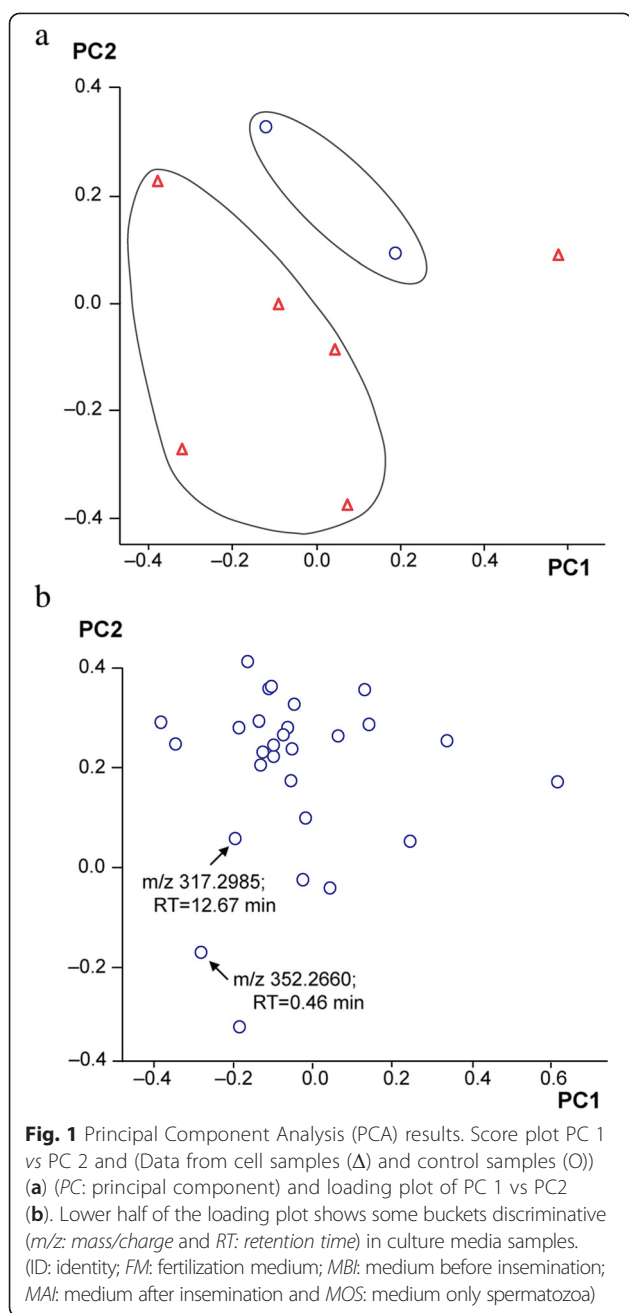 a
PC2
0.4
0.2
0.0
–0.2
–0.4
–0.4 –0.2 0.0 0.2 0.4 0.6
PC1
b
PC2
0.4
0.2
0.0
m/z 317.2985;
RT=12.67 min
–0.2
m/z 352.2660;
RT=0.46 min
–0.4
–0.4 –0.2 0.0 0.2 0.4 0.6
PC1
Fig. 1 Principal Component Analysis (PCA) results. Score plot PC 1
vs PC 2 and (Data from cell samples (Δ) and control samples (O))
(a) (PC: principal component) and loading plot of PC 1 vs PC2
(b). Lower half of the loading plot shows some buckets discriminative
(m/z: mass/charge and RT: retention time) in culture media samples.
(ID: identity; FM: fertilization medium; MBI: medium before insemination;
MAI: medium after insemination and MOS: medium only spermatozoa)